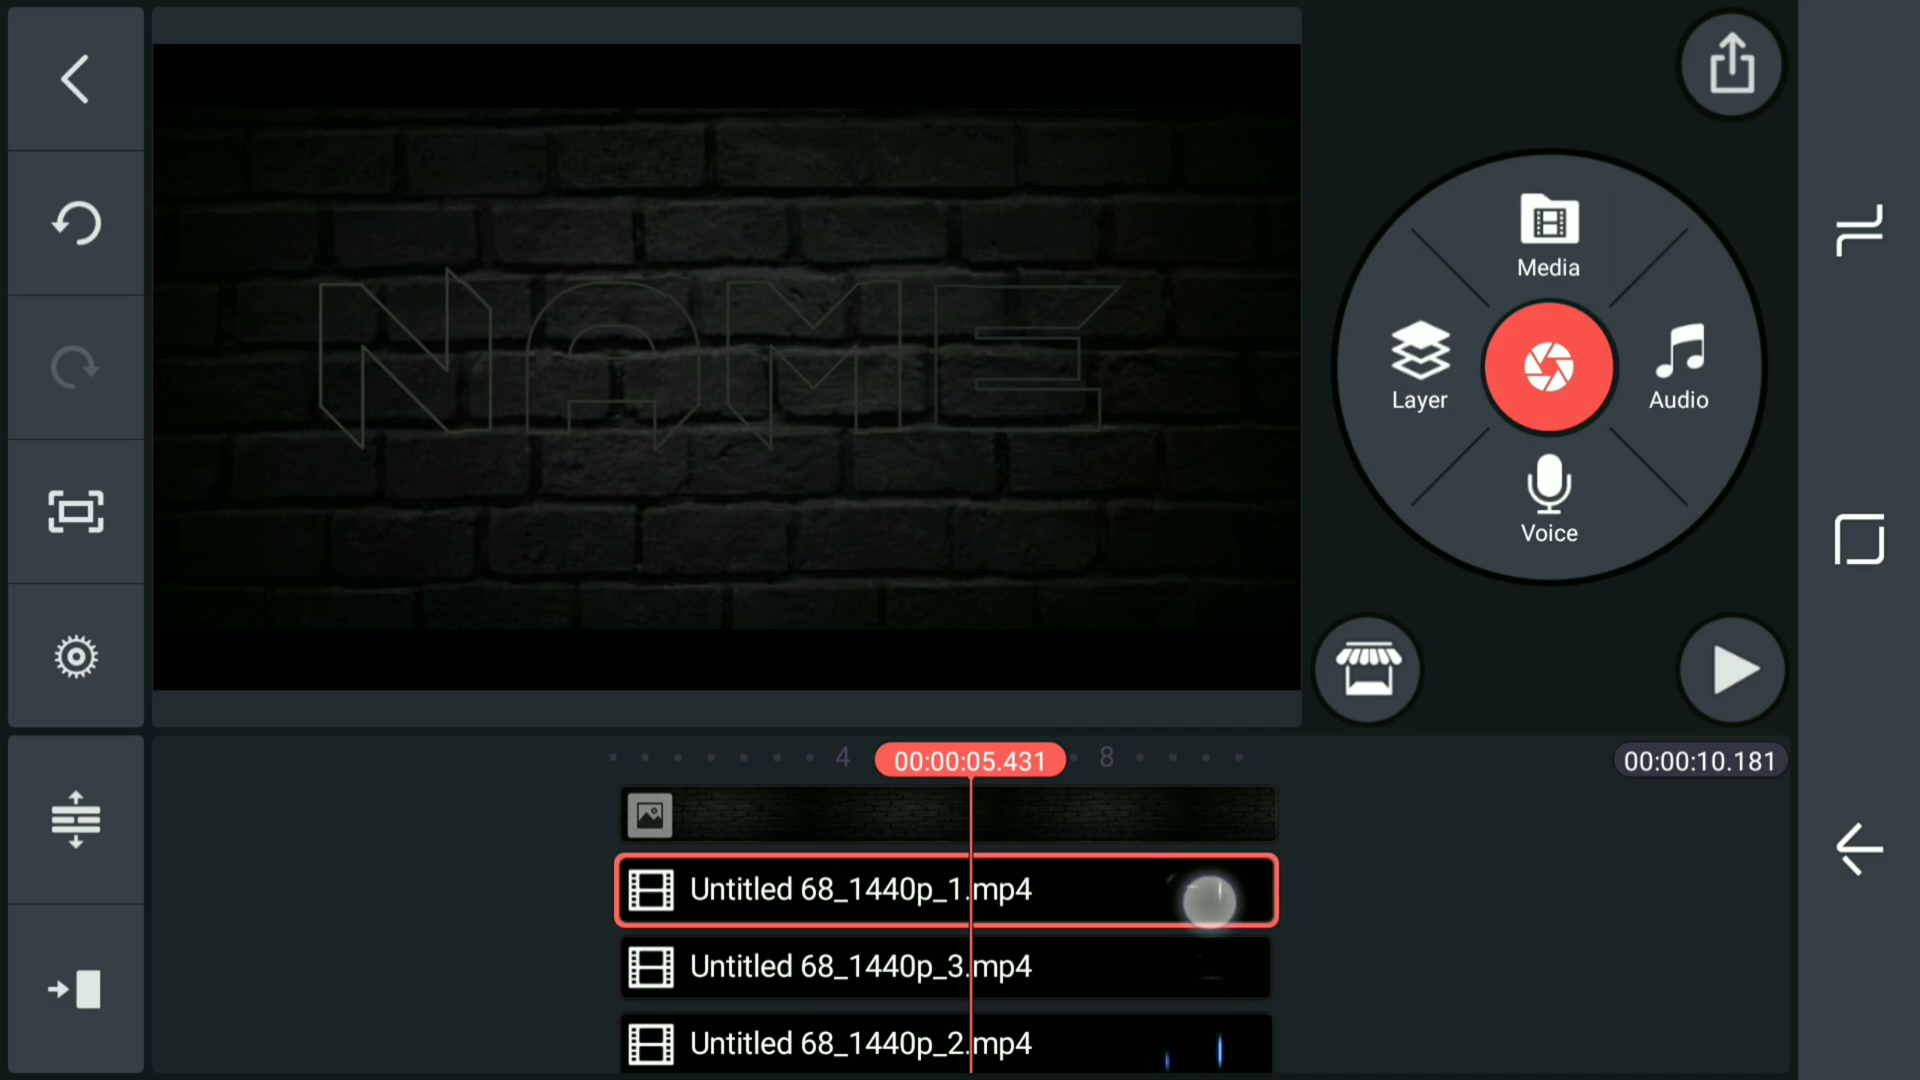 NAME
Media
Layer
Audio
Voice
4
00:00:05.431
8
00:00:10.181
Untitled 68_1440p_1.mp4
Untitled 68_1440p_3.mp4
Untitled 68_1440p_2.mp4